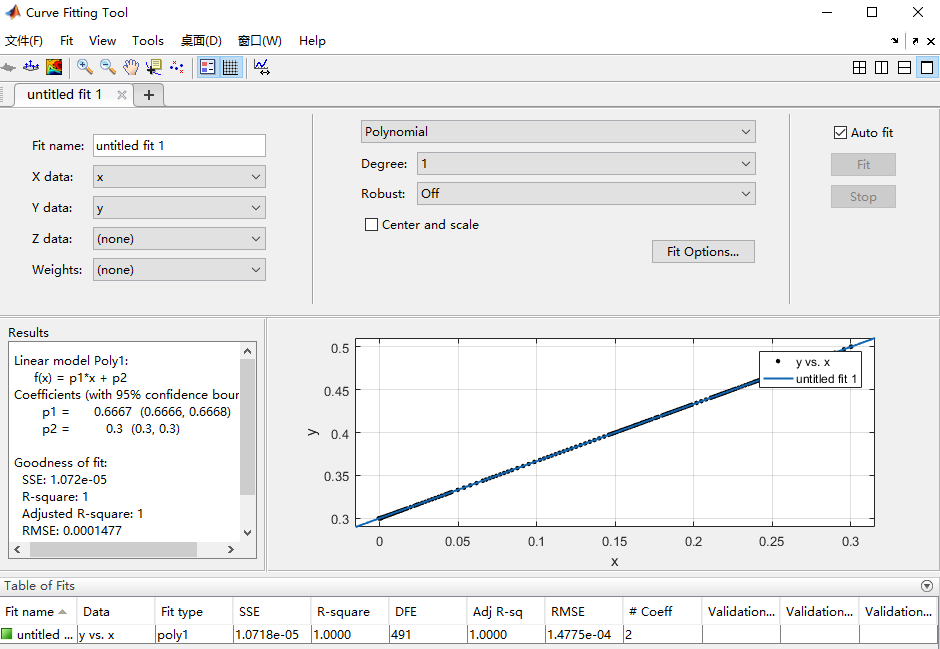 Curve Fitting Tool
文件(F) Fit View Tools 桌面(D) 窗口(W) Help
untitled fit 1
Fit name: untitled fit 1
X data: x
Y data: y
Z data: (none)
Weights: (none)
Polynomial
Degree: 1
Robust: Off
Center and scale
Fit Options...
Auto fit
Fit
Stop
Results
Linear model Poly1:
f(x) = p1*x + p2
Coefficients (with 95% confidence bour
p1 = 0.6667 (0.6666, 0.6668)
p2 = 0.3 (0.3, 0.3)
Goodness of fit:
SSE: 1.072e-05
R-square: 1
Adjusted R-square: 1
RMSE: 0.0001477
y vs. x
untitled fit 1
0.5
0.45
0.4
0.35
0.3
y
0 0.05 0.1 0.15 0.2 0.25 0.3
x
Table of Fits
Fit name Data Fit type SSE R-square DFE Adj R-sq RMSE # Coeff Validation... Validation... Validation...
untitled ... y vs. x poly1 1.0718e-05 1.0000 491 1.0000 1.4775e-04 2